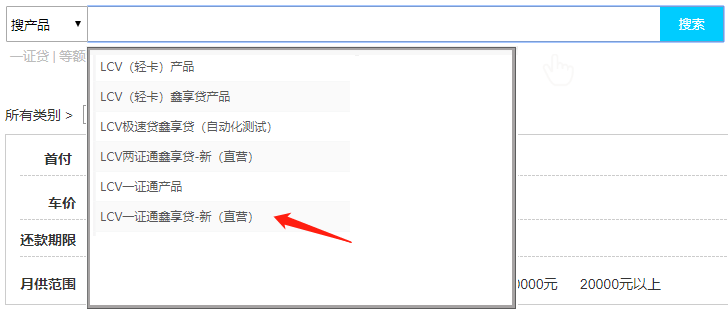 搜产品 搜索
一证贷 | 等额
LCV（轻卡）产品
LCV（轻卡）鑫享贷产品
所有类别 >
LCV极速贷鑫享贷（自动化测试）
首付 LCV两证通鑫享贷-新（直营）
LCV一证通产品
车价 LCV一证通鑫享贷-新（直营）
还款期限
月供范围 0000元 20000元以上